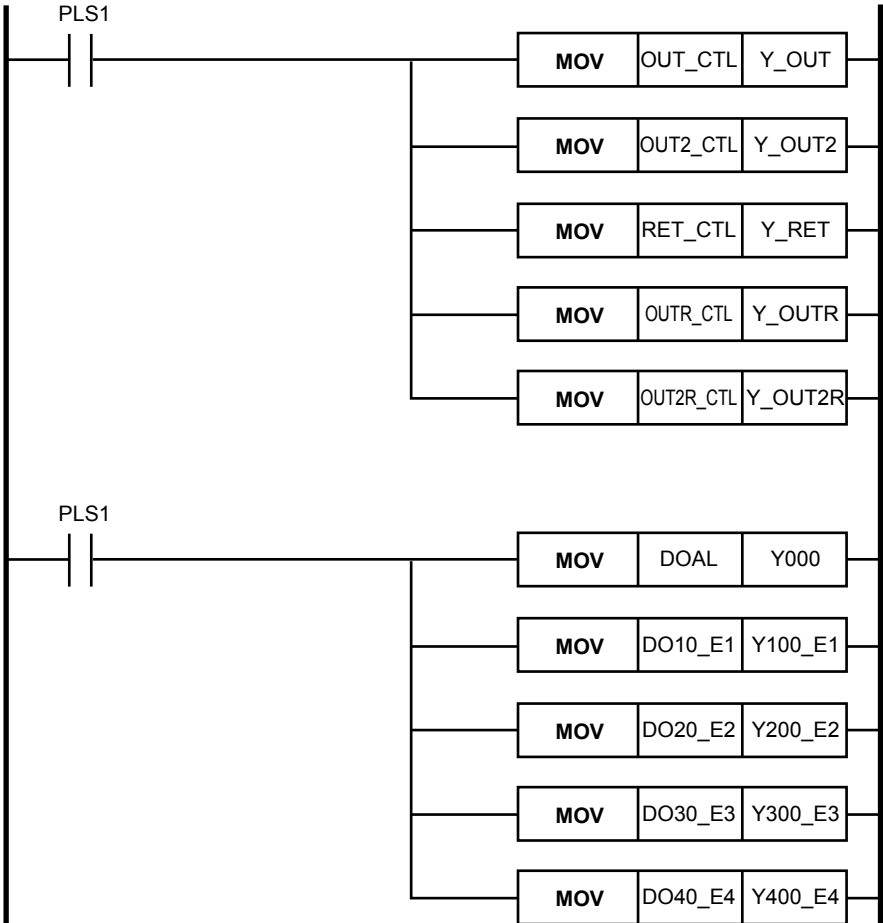 PLS1
MOV OUT_CTL Y_OUT
MOV OUT2_CTL Y_OUT2
MOV RET_CTL Y_RET
MOV OUTR_CTL Y_OUTR
MOV OUT2R_CTL Y_OUT2R
PLS1
MOV DOAL Y000
MOV DO10_E1 Y100_E1
MOV DO20_E2 Y200_E2
MOV DO30_E3 Y300_E3
MOV DO40_E4 Y400_E4